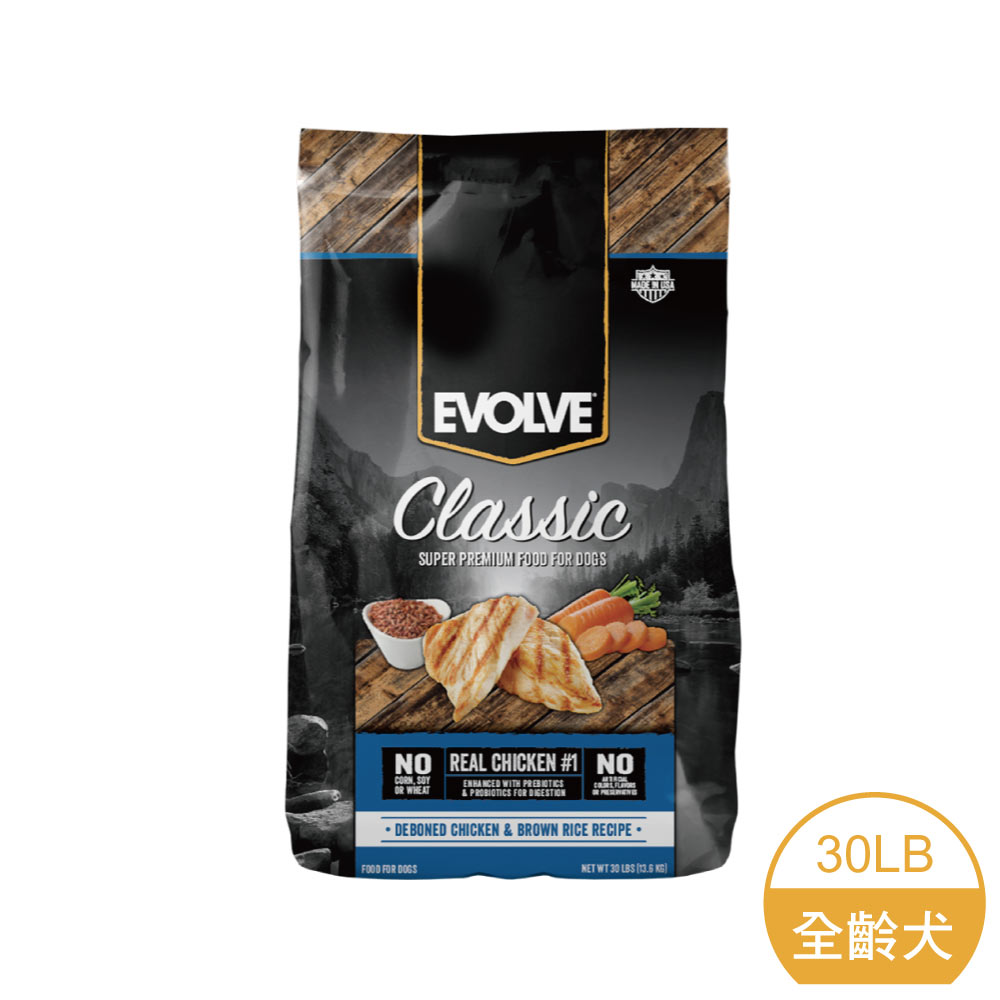 MADE IN USA
EVOLVE
Classic
SUPER PREMIUM FOOD FOR DOGS
NO
CORN, SOY
OR WHEAT
REAL CHICKEN #1
ENHANCED WITH PREBIOTICS
& PROBIOTICS FOR DIGESTION
NO
ARTIFICIAL
COLORS, FLAVORS
OR PRESERVATIVES
• DEBONED CHICKEN & BROWN RICE RECIPE •
FOOD FOR DOGS
NET WT 30 LBS (13.6 KG)
30LB
全齡犬